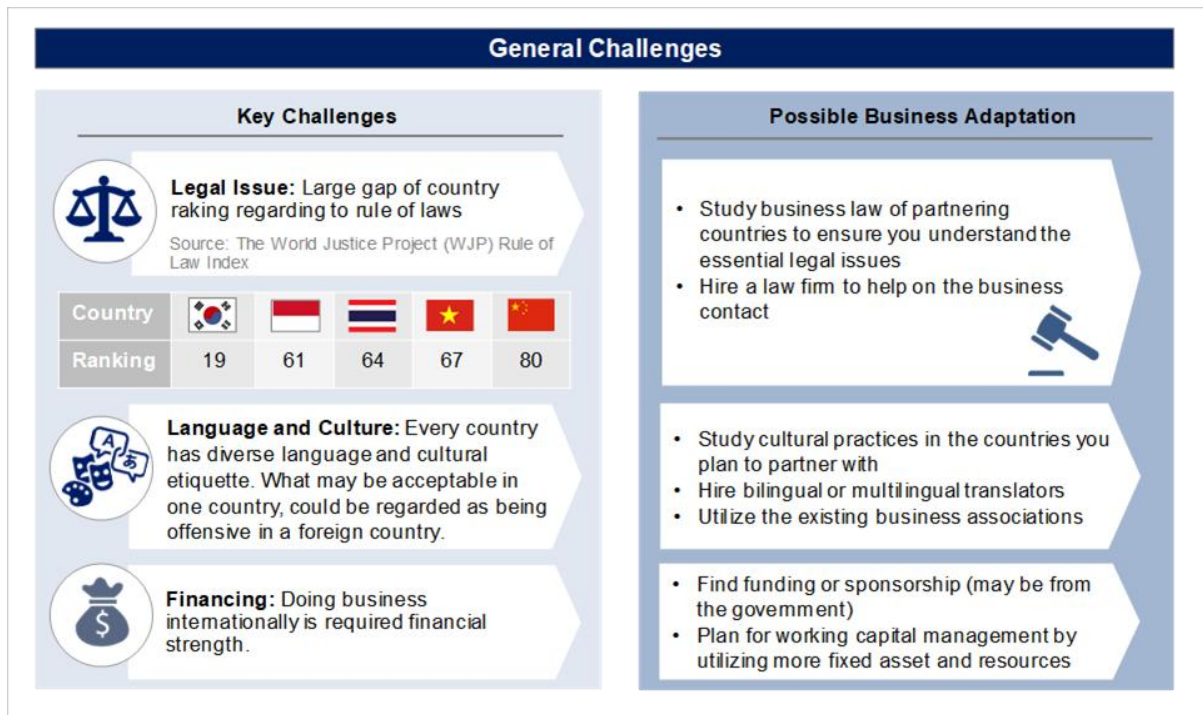 General Challenges
Key Challenges
Legal Issue: Large gap of country
raking regarding to rule of laws
Source: The World Justice Project (WJP) Rule of
Law Index
Country
Ranking 19 61 64 67 80
Language and Culture: Every country
has diverse language and cultural
etiquette. What may be acceptable in
one country, could be regarded as being
offensive in a foreign country.
Financing: Doing business
internationally is required financial
strength.
Possible Business Adaptation
• Study business law of partnering
countries to ensure you understand the
essential legal issues
• Hire a law firm to help on the business
contact
• Study cultural practices in the countries you
plan to partner with
• Hire bilingual or multilingual translators
• Utilize the existing business associations
• Find funding or sponsorship (may be from
the government)
• Plan for working capital management by
utilizing more fixed asset and resources
A
あ
$